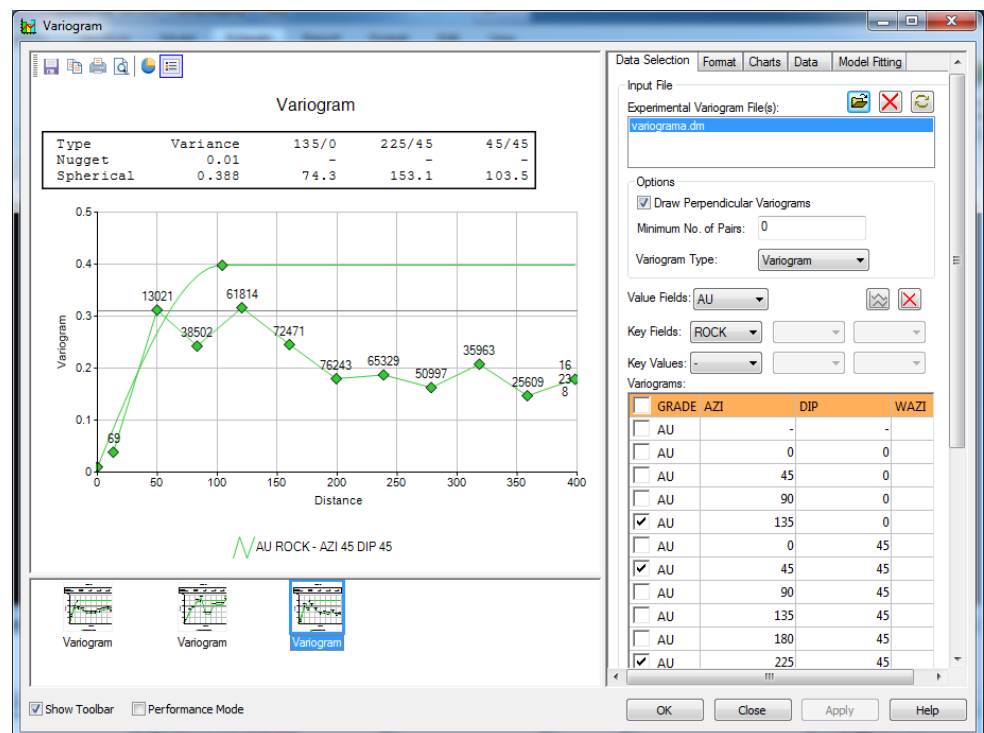 Variogram
Variogram
Type Variance 135/0 225/45 45/45
Nugget 0.01 - - -
Spherical 0.388 74.3 153.1 103.5
0.5
0.4
0.3
0.2
0.1
0
Variogram
69
13021
38502
61814
72471
76243
65329
50997
35963
25609
16
23
8
0 50 100 150 200 250 300 350 400
Distance
AU ROCK - AZI 45 DIP 45
Variogram Variogram Variogram
Data Selection Format Charts Data Model Fitting
Input File
Experimental Variogram File(s):
variograma.dm
Options
Draw Perpendicular Variograms
Minimum No. of Pairs: 0
Variogram Type: Variogram
Value Fields: AU
Key Fields: ROCK
Key Values: -
Variograms:
GRADE AZI DIP WAZI
AU - -
AU 0 0
AU 45 0
AU 90 0
AU 135 0
AU 0 45
AU 45 45
AU 90 45
AU 135 45
AU 180 45
AU 225 45
Show Toolbar Performance Mode
OK Close Apply Help